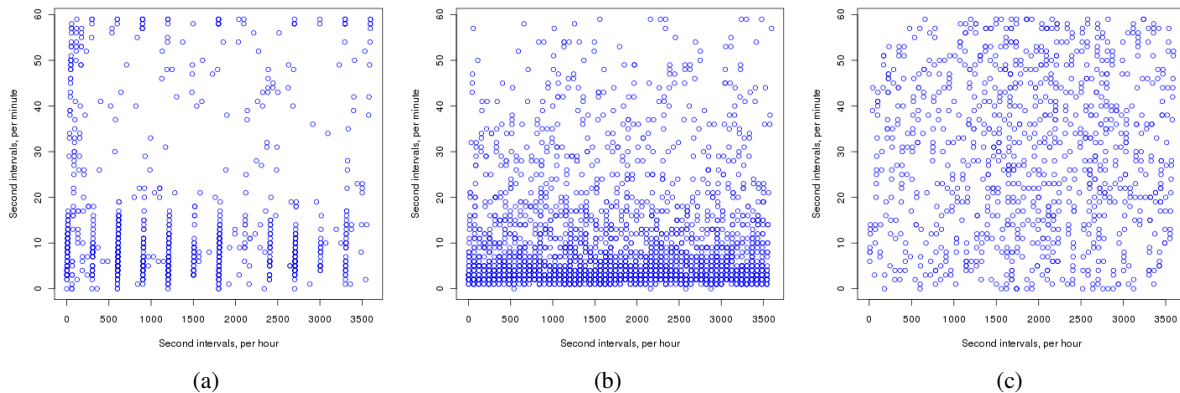 0 10 20 30 40 50 60
Second intervals, per minute
0 500 1000 1500 2000 2500 3000 3500
Second intervals, per hour
(a)
0 10 20 30 40 50 60
Second intervals, per minute
0 500 1000 1500 2000 2500 3000 3500
Second intervals, per hour
(b)
0 10 20 30 40 50 60
Second intervals, per minute
0 500 1000 1500 2000 2500 3000 3500
Second intervals, per hour
(c)